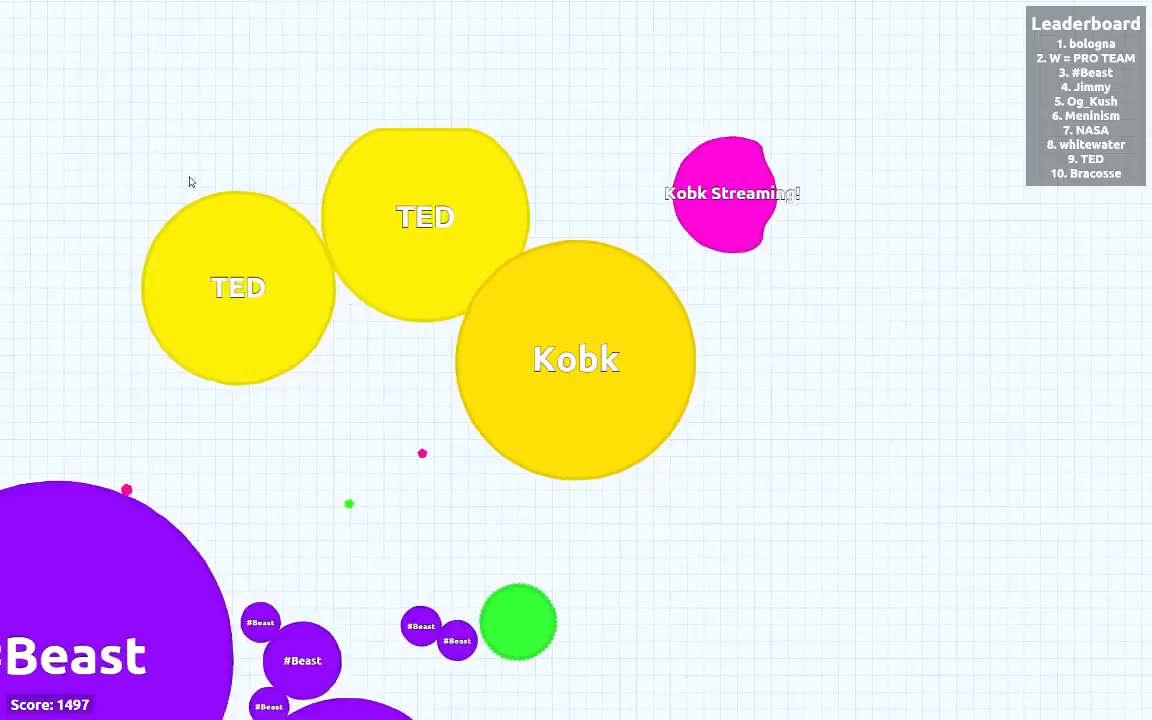 Leaderboard
1. bologna
2. W = PRO TEAM
3. #Beast
4. Jimmy
5. Og_Kush
6. Meninism
7. NASA
8. whitewater
9. TED
10. Bracosse
Kobk Streaming!
TED
TED
Kobk
#Beast
#Beast
#Beast
#Beast
#Beast
#Beast
Score: 1497